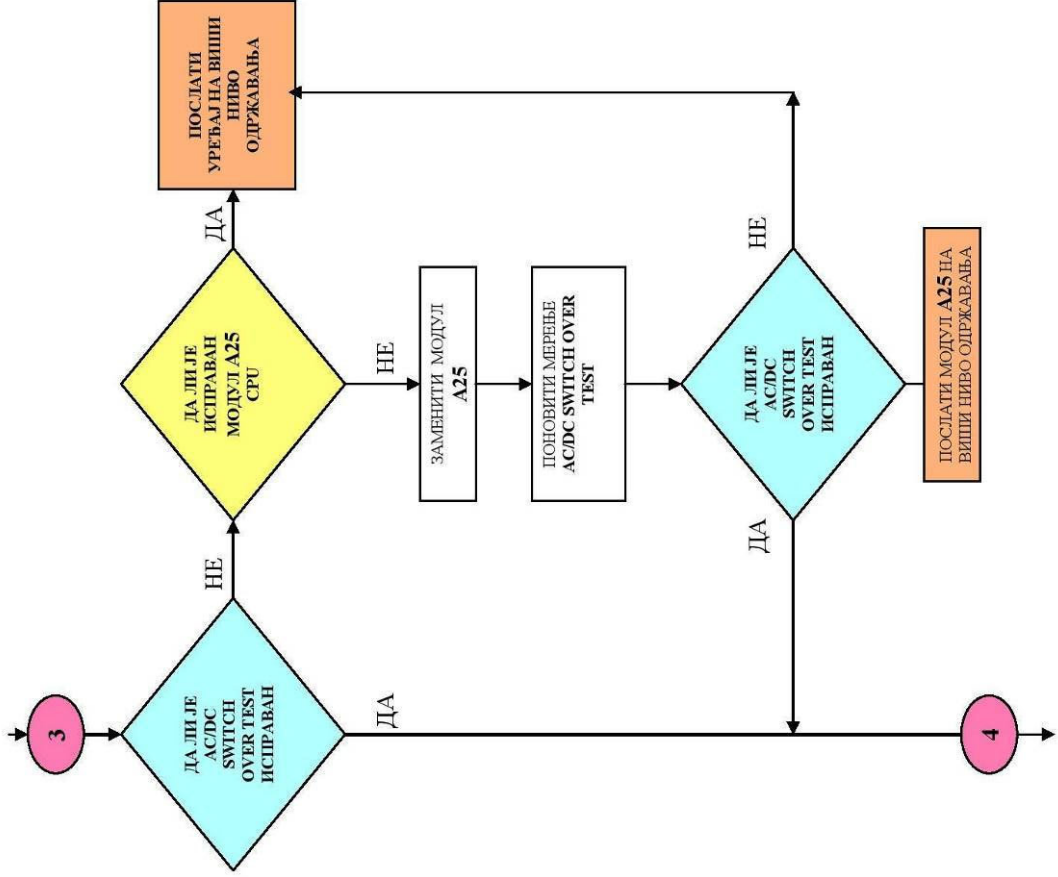 3
ДА ЛИ ЈЕ
AC/DC
SWITCH
OVER TEST
ИСПРАВАН
НЕ
ДА
ДА ЛИ ЈЕ
ИСПРАВАН
МОДУЛ A25
CPU
ДА
НЕ
ПОСЛАТИ
УРЕЂАЈ НА ВИШИ
НИВО
ОДРЖАВАЊА
ЗАМЕНИТИ МОДУЛ
A25
ПОНОВИТИ МЕРЕЊЕ
AC/DC SWITCH OVER
TEST
ДА ЛИ ЈЕ
AC/DC
SWITCH
OVER TEST
ИСПРАВАН
ДА
НЕ
ПОСЛАТИ МОДУЛ A25 НА
ВИШИ НИВО ОДРЖАВАЊА
4